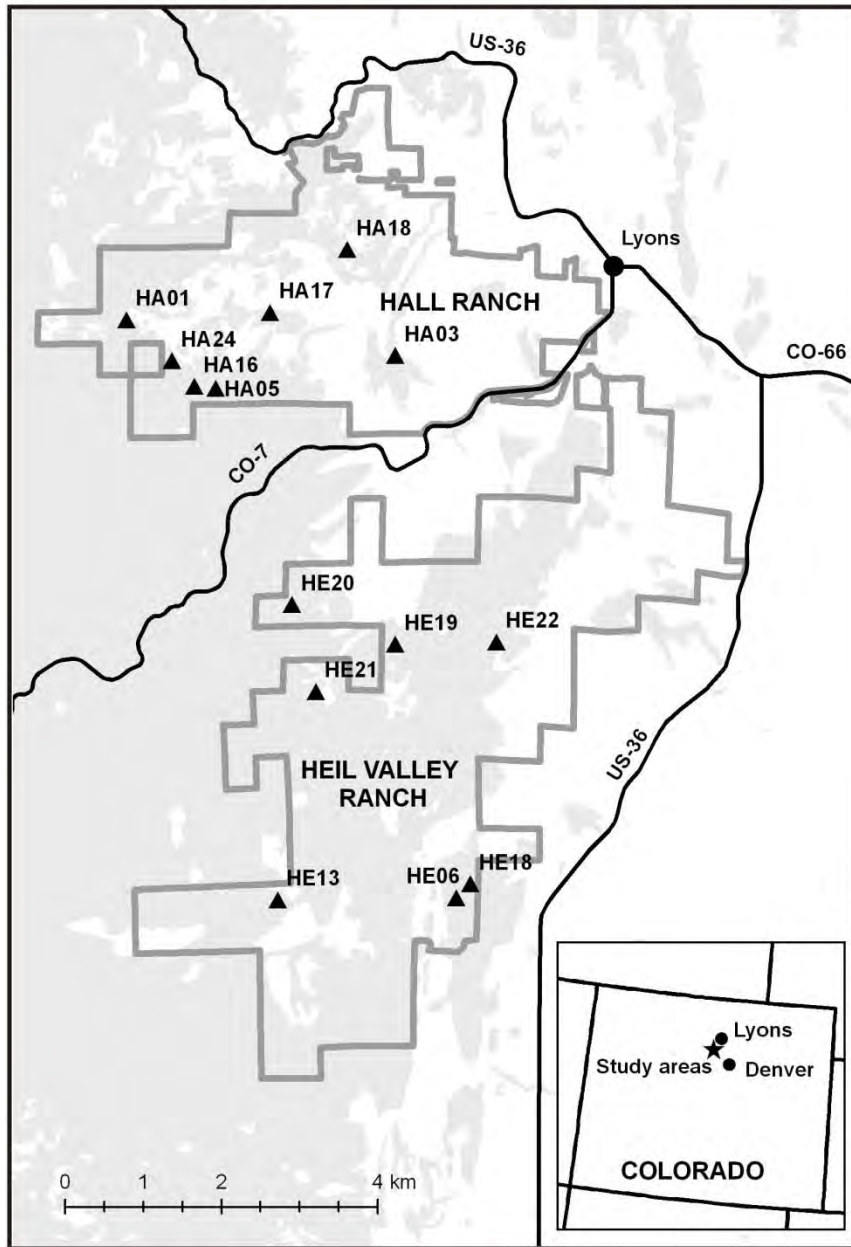 US-36
Lyons
HA18
HA01
HA17
HALL RANCH
HA24
HA03
HA16
HA05
CO-66
CO-7
HE20
HE19
HE22
HE21
US-36
HEIL VALLEY
RANCH
HE13
HE06
HE18
Lyons
Study areas
Denver
COLORADO
0 1 2 4 km